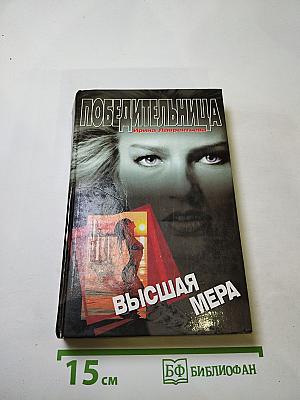 ПОБЕДИТЕЛЬНИЦА
Ирина Лаврентьева
ВЫСШАЯ
МЕРА
15 см
БФ БИБЛИОФАН